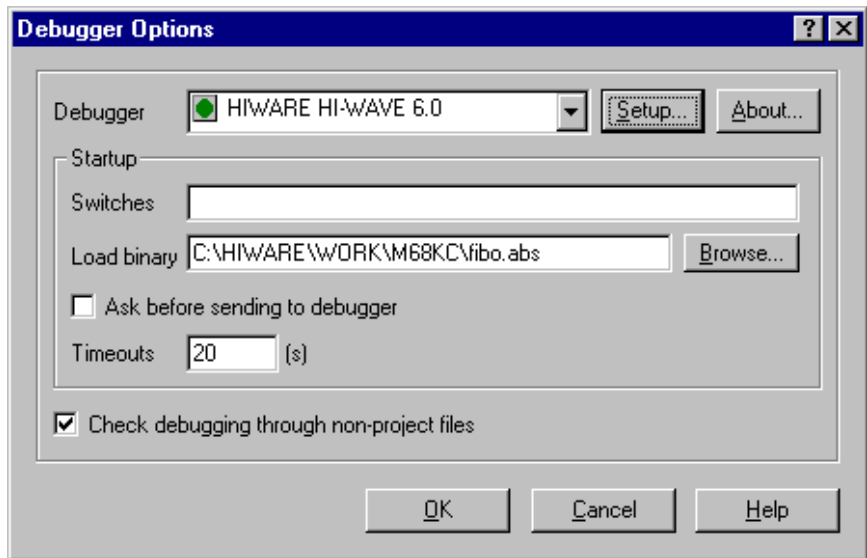 Debugger Options
Debugger HIWARE HI-WAVE 6.0 Setup... About...
Startup
Switches
Load binary C:\HIWARE\WORK\M68KC\fibo.abs Browse...
Ask before sending to debugger
Timeouts 20 (s)
Check debugging through non-project files
OK Cancel Help